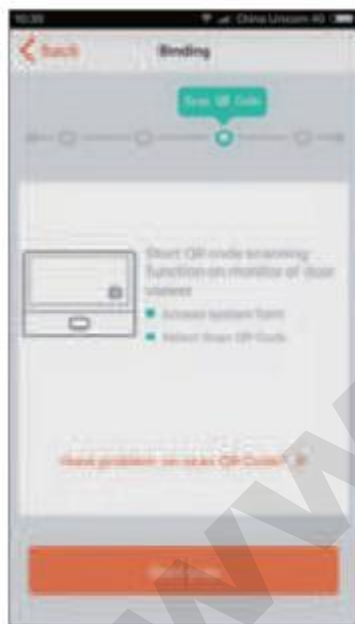 10:39 China Unicom 4G
Back Binding
Scan QR Code
Start QR code scanning
function on monitor of door
viewer
Access system form
Select Scan QR Code
Have problem on scan QR Code?